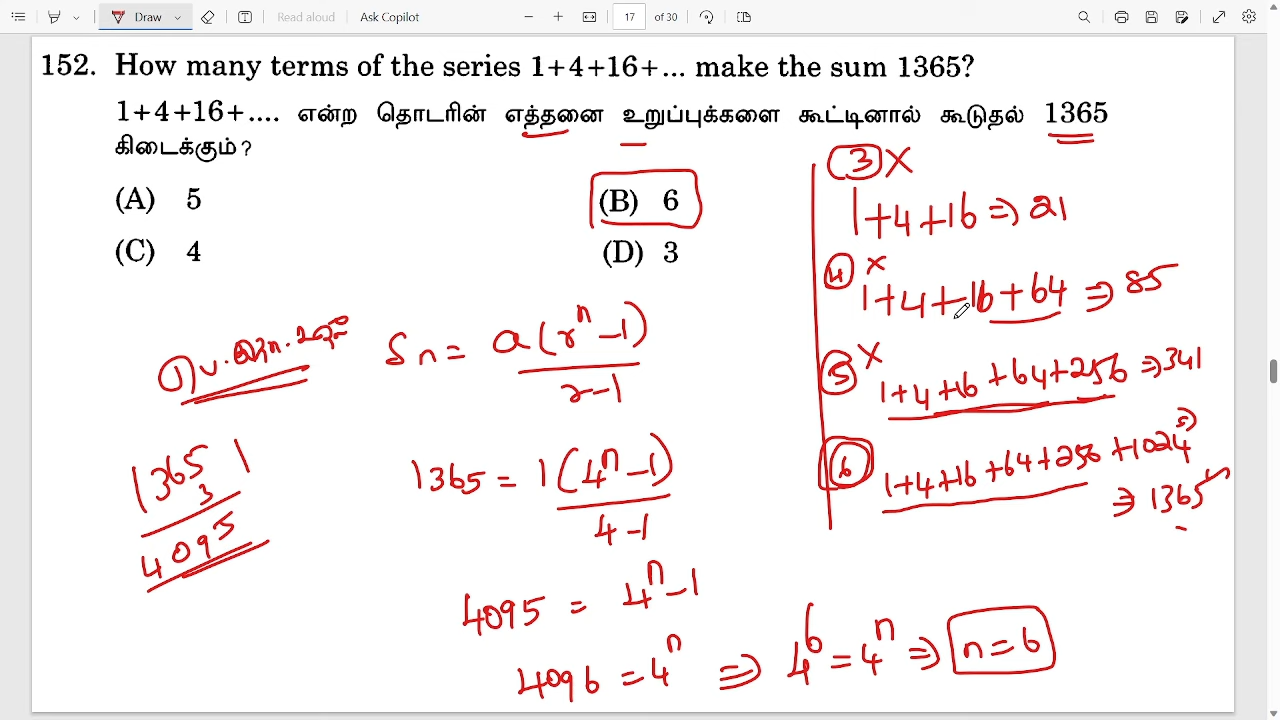 Draw
Read aloud
Ask Copilot
17 of 30
152. How many terms of the series 1+4+16+... make the sum 1365?
1+4+16+.... என்ற தொடரின் எத்தனை உறுப்புக்களை கூட்டினால் கூடுதல் 1365
கிடைக்கும்?
(A) 5
(B) 6
(C) 4
(D) 3
Sn = a(r^n -1)
r-1
1365 = 1(4^n -1)
4-1
4095 = 4^n -1
4096 = 4^n ⇒ 4^6 = 4^n ⇒ n=6
1365 1
3
4095
3 X
1+4+16 ⇒ 21
4 X
1+4+16+64 ⇒ 85
5 X
1+4+16+64+256 ⇒ 341
6
1+4+16+64+256+1024 ⇒
⇒ 1365